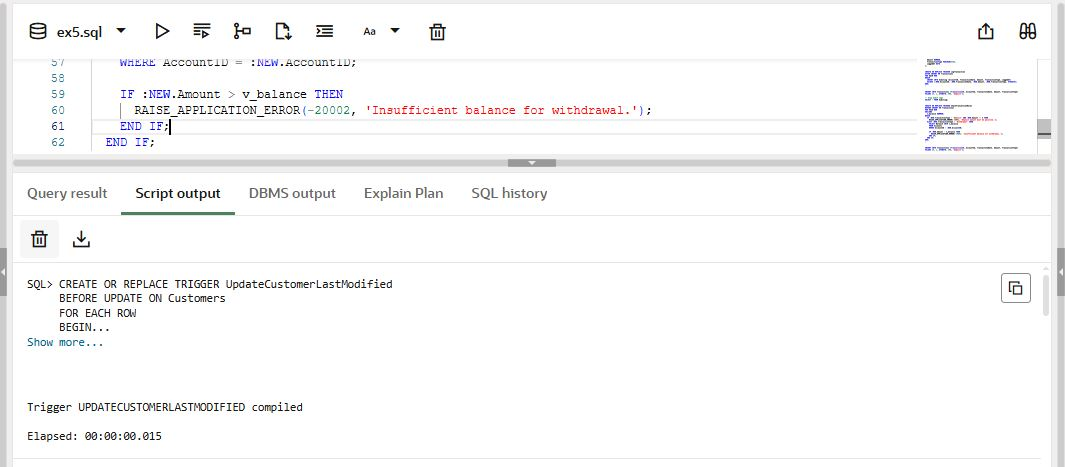 ex5.sql
Aa
57 WHERE AccountID = :NEW.AccountID;
58
59 IF :NEW.Amount > v_balance THEN
60 RAISE_APPLICATION_ERROR(-20002, 'Insufficient balance for withdrawal.');
61 END IF;
62 END IF;
Query result Script output DBMS output Explain Plan SQL history
SQL> CREATE OR REPLACE TRIGGER UpdateCustomerLastModified
BEFORE UPDATE ON Customers
FOR EACH ROW
BEGIN...
Show more...
Trigger UPDATECUSTOMERLASTMODIFIED compiled
Elapsed: 00:00:00.015